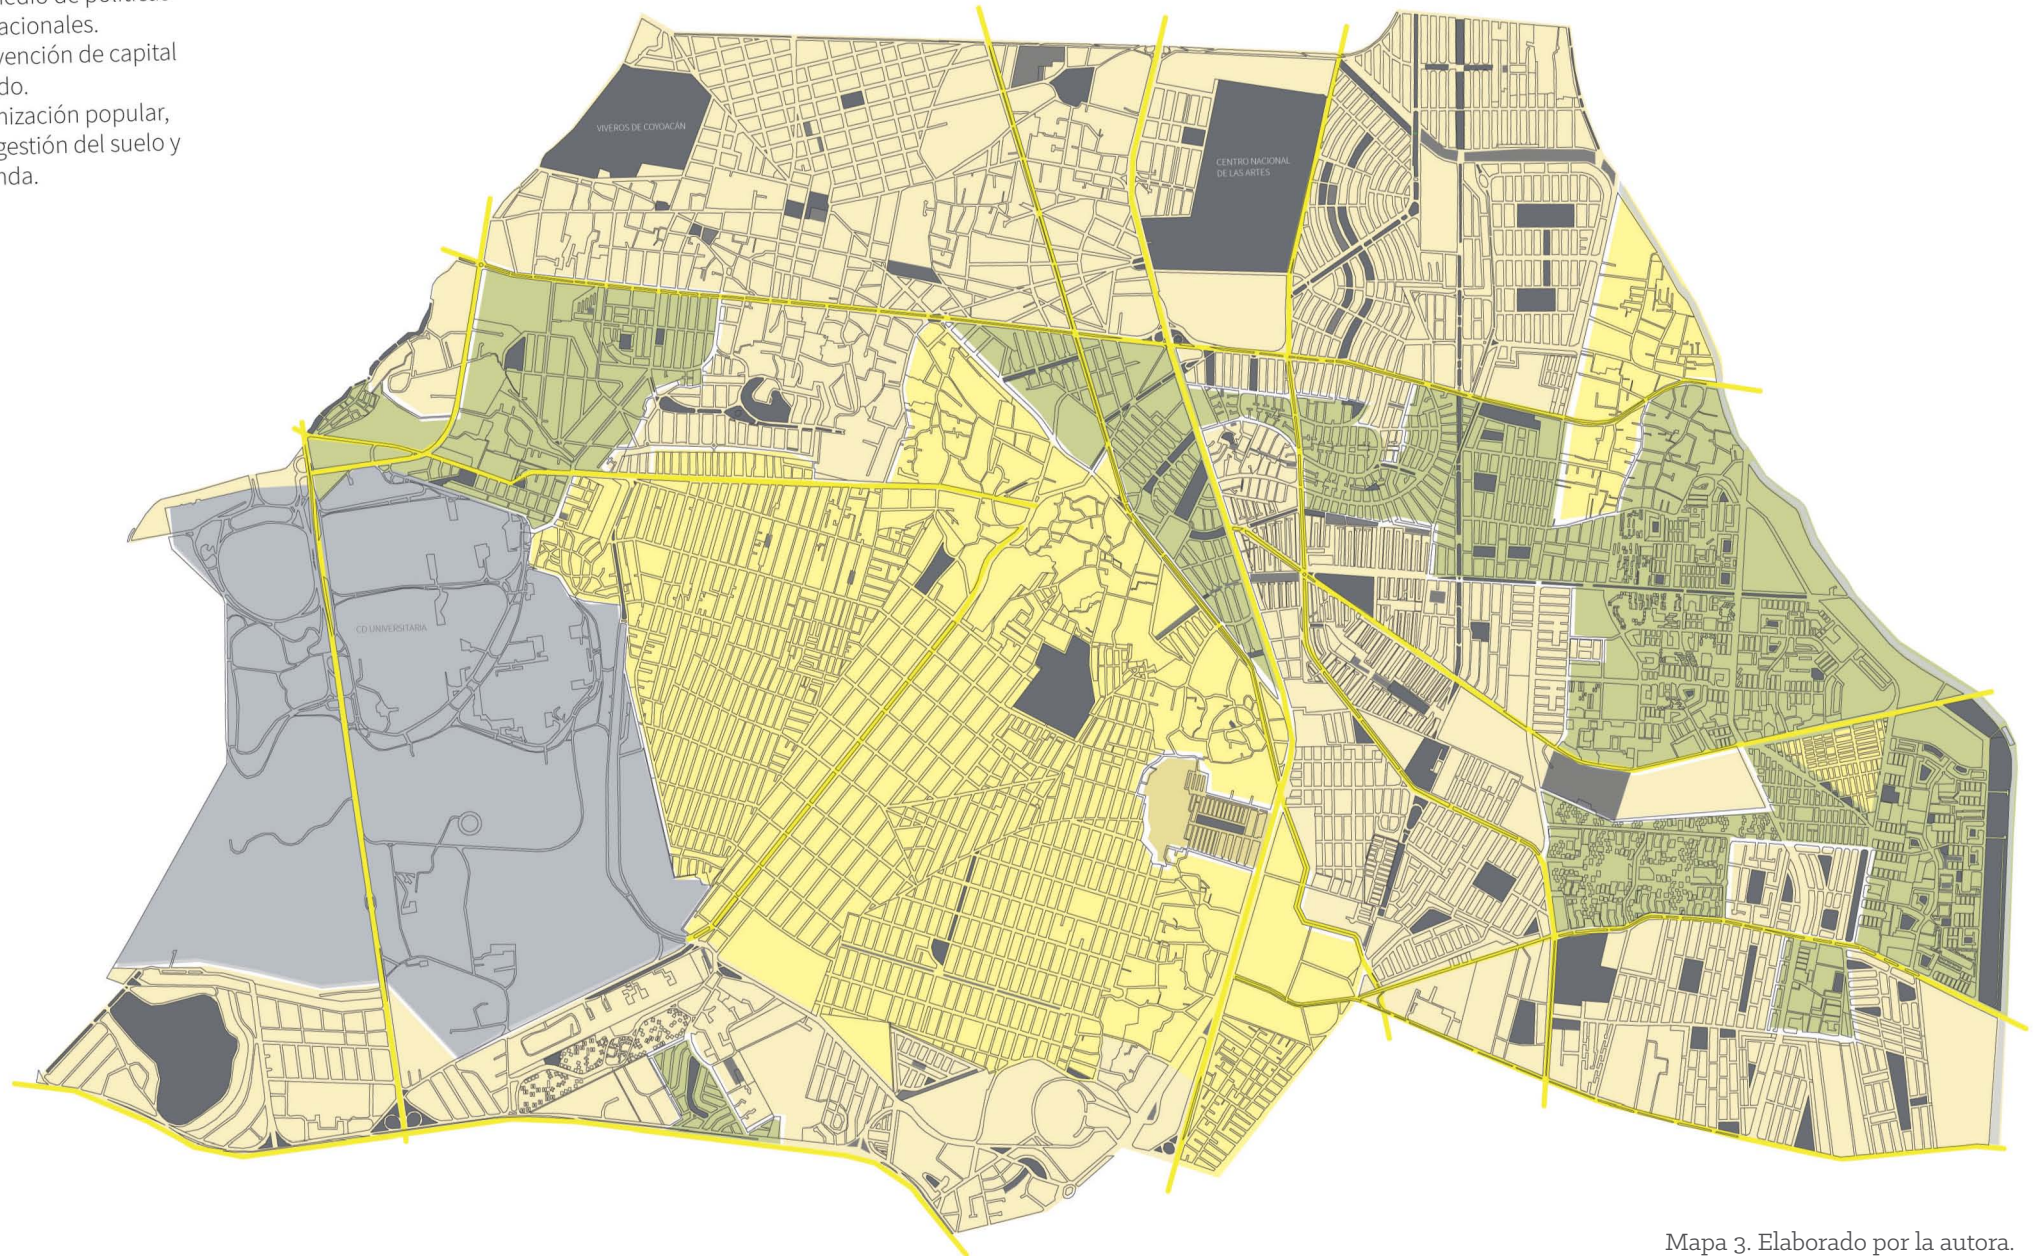 acionales.
vención de capital
do.
nización popular,
gestión del suelo y
nda.
VIVEROS DE COYOACÁN
CENTRO NACIONAL
DE LAS ARTES
CD UNIVERSITARIA
Mapa 3. Elaborado por la autora.